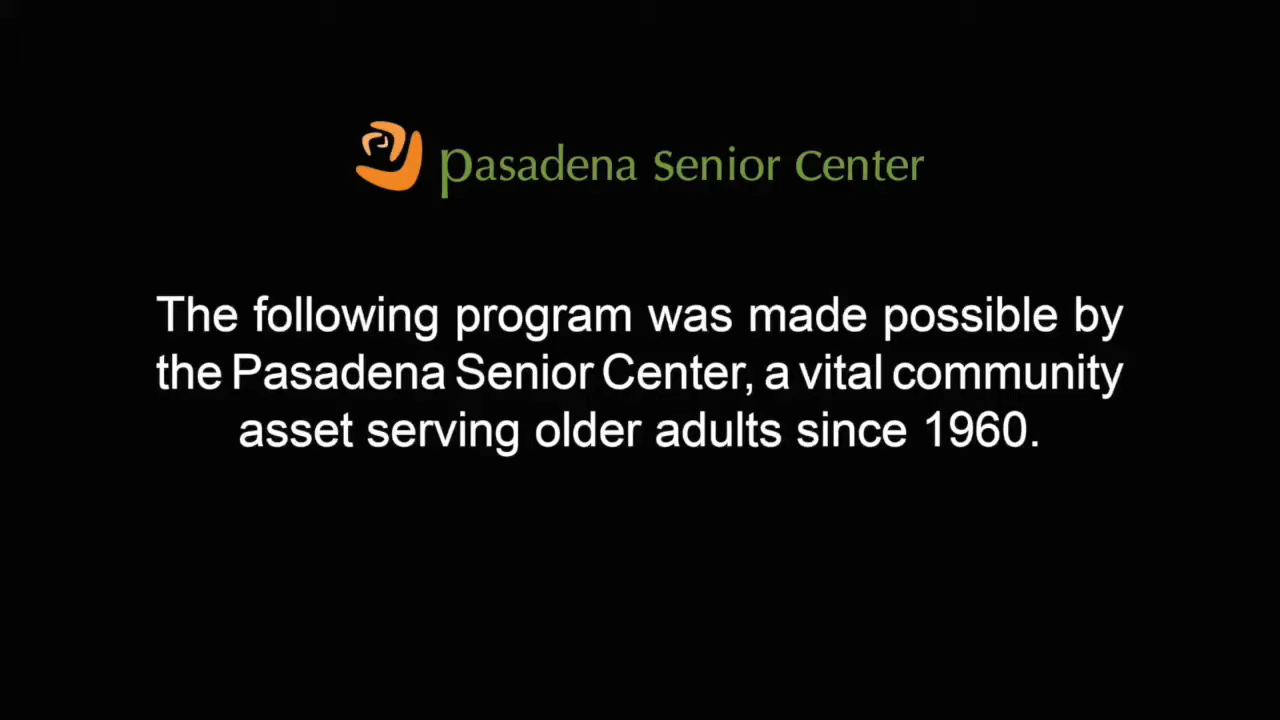 Pasadena Senior Center
The following program was made possible by
the Pasadena Senior Center, a vital community
asset serving older adults since 1960.